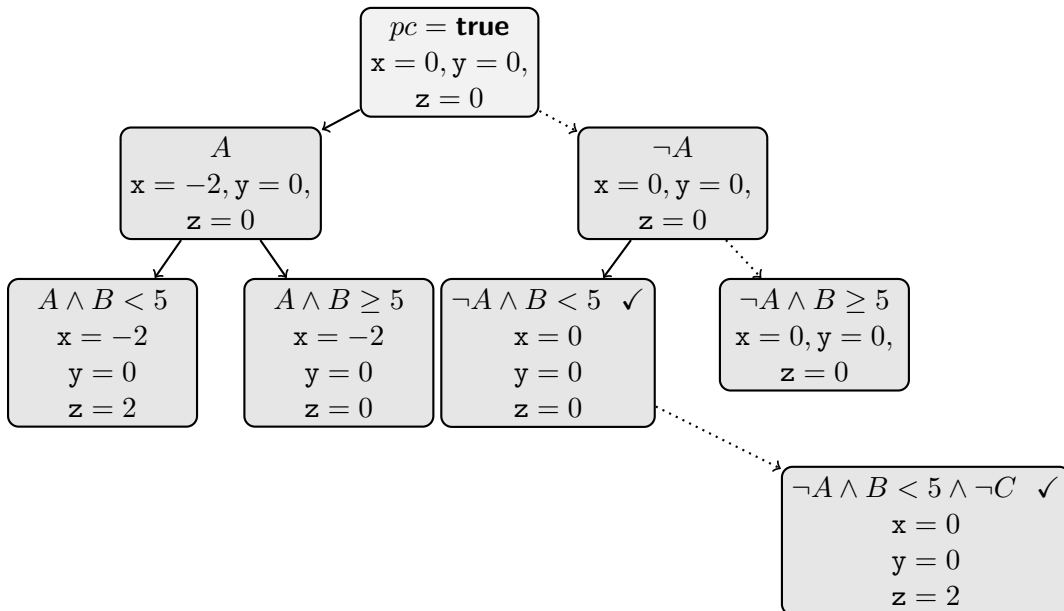 pc = true
x = 0, y = 0,
z = 0
A
x = −2, y = 0,
z = 0
¬A
x = 0, y = 0,
z = 0
A ∧ B < 5
x = −2
y = 0
z = 2
A ∧ B ≥ 5
x = −2
y = 0
z = 0
¬A ∧ B < 5 ✓
x = 0
y = 0
z = 0
¬A ∧ B ≥ 5
x = 0, y = 0,
z = 0
¬A ∧ B < 5 ∧ ¬C ✓
x = 0
y = 0
z = 2